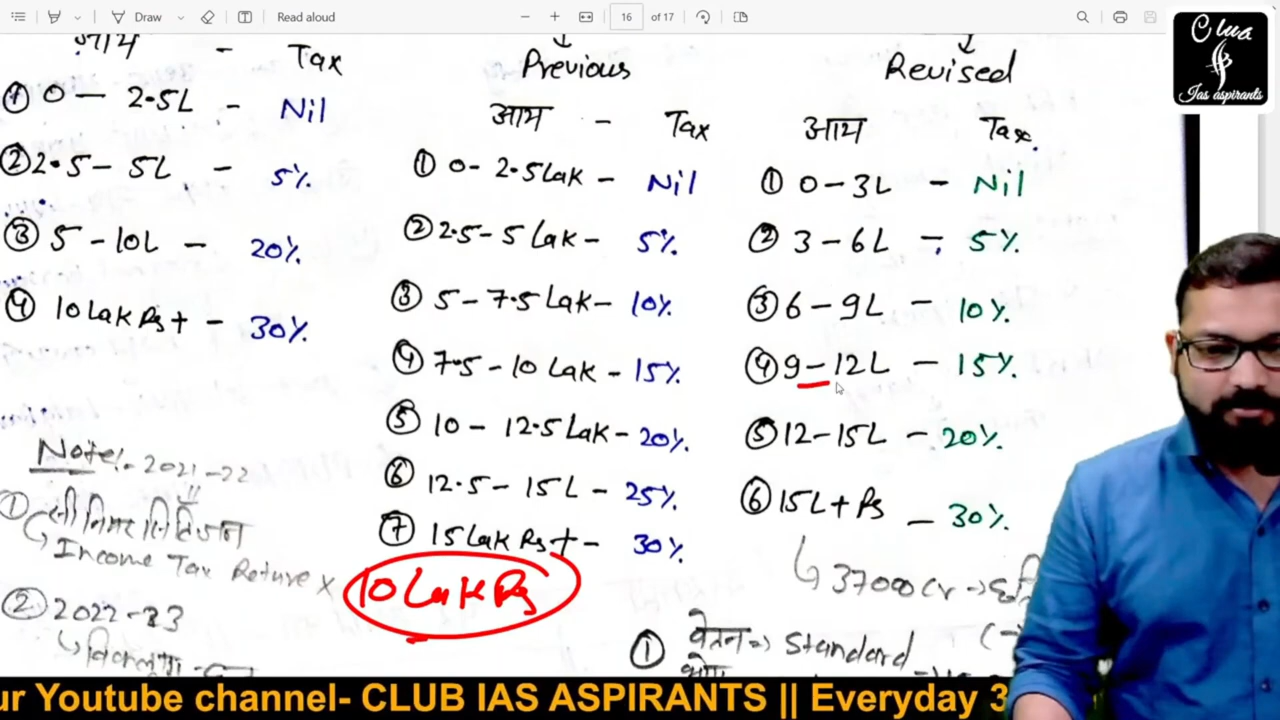 Draw
Read aloud
16 of 17
Club
Ias aspirants
आय - Tax
① 0 - 2.5L - Nil
② 2.5 - 5L - 5%
③ 5 - 10L - 20%
④ 10 Lak Rs + - 30%
Note:- 2021-22
①
Income Tax Return ×
② 2022-23
Previous
आय - Tax
① 0 - 2.5 Lak - Nil
② 2.5 - 5 Lak - 5%
③ 5 - 7.5 Lak - 10%
④ 7.5 - 10 Lak - 15%
⑤ 10 - 12.5 Lak - 20%
⑥ 12.5 - 15L - 25%
⑦ 15 Lak Rs + - 30%
10 Lak Rs
Revised
आय Tax
① 0 - 3L - Nil
② 3 - 6L - 5%
③ 6 - 9L - 10%
④ 9 - 12L - 15%
⑤ 12 - 15L - 20%
⑥ 15L + Rs - 30%
37000 Cr →
① वेतन => Standard (-
ur Youtube channel- CLUB IAS ASPIRANTS || Everyday 3